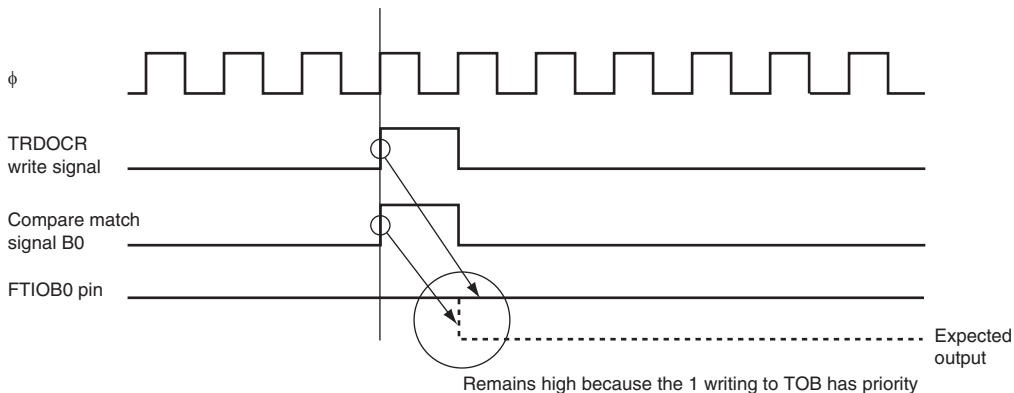 ϕ
TRDOCR
write signal
Compare match
signal B0
FTIOB0 pin
Expected
output
Remains high because the 1 writing to TOB has priority